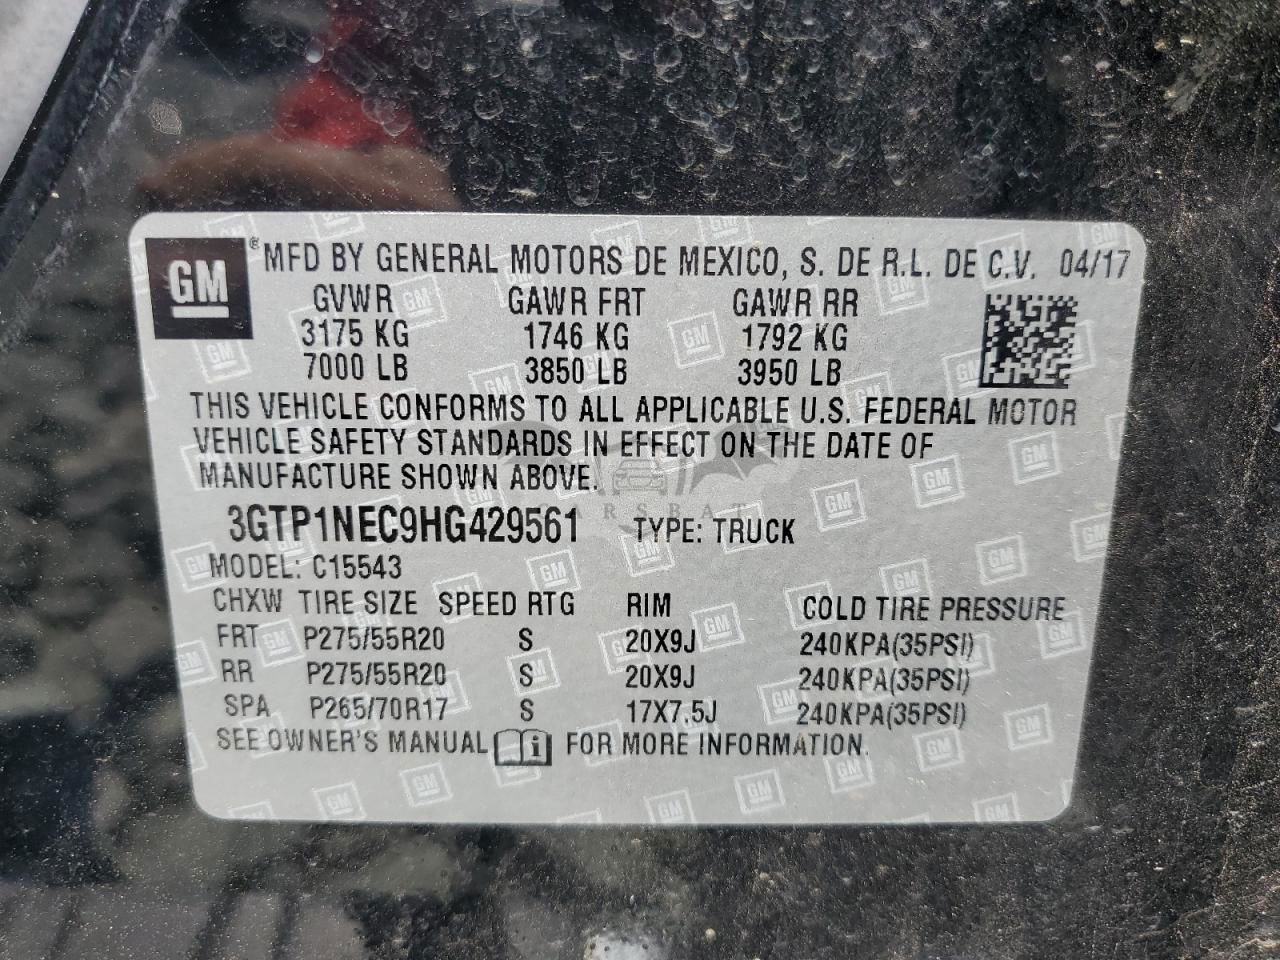 GM ® MFD BY GENERAL MOTORS DE MEXICO, S. DE R.L. DE C.V. 04/17
GVWR GAWR FRT GAWR RR
3175 KG 1746 KG 1792 KG
7000 LB 3850 LB 3950 LB
THIS VEHICLE CONFORMS TO ALL APPLICABLE U.S. FEDERAL MOTOR
VEHICLE SAFETY STANDARDS IN EFFECT ON THE DATE OF
MANUFACTURE SHOWN ABOVE.
CARSBAT
3GTP1NEC9HG429561 TYPE: TRUCK
MODEL: C15543
CHXW TIRE SIZE SPEED RTG RIM COLD TIRE PRESSURE
FRT P275/55R20 S 20X9J 240KPA(35PSI)
RR P275/55R20 S 20X9J 240KPA(35PSI)
SPA P265/70R17 S 17X7.5J 240KPA(35PSI)
SEE OWNER'S MANUAL i FOR MORE INFORMATION.